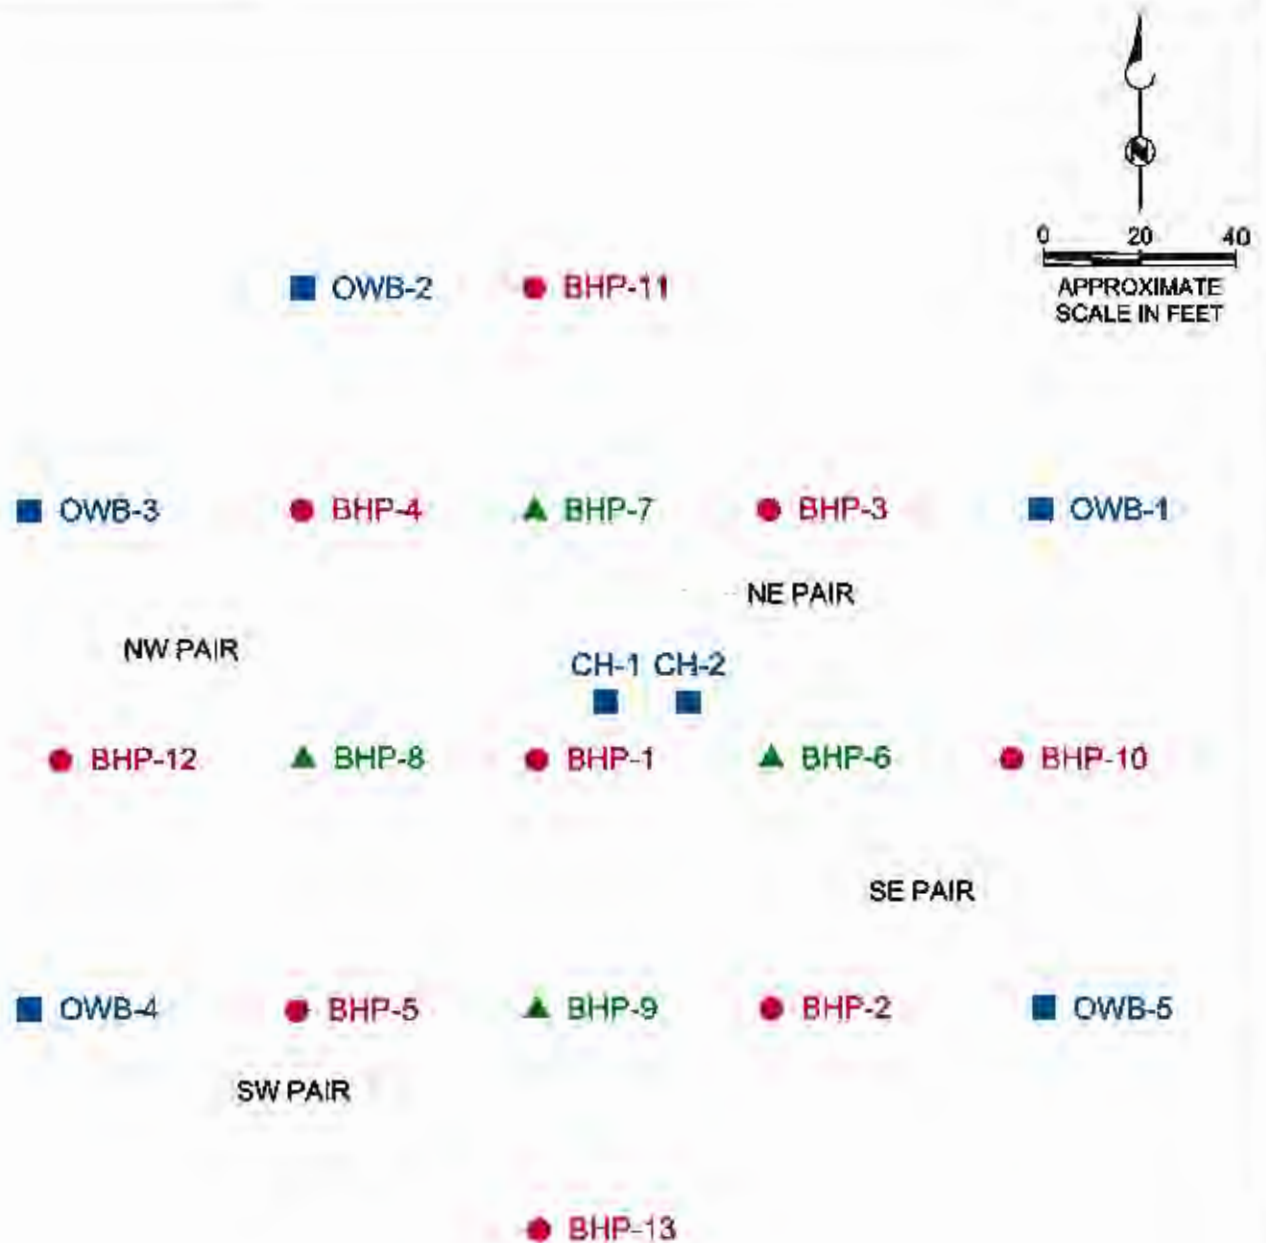 N
0 20 40
APPROXIMATE
SCALE IN FEET
OWB-2 BHP-11
OWB-3 BHP-4 BHP-7 BHP-3 OWB-1
NE PAIR
NW PAIR
CH-1 CH-2
BHP-12 BHP-8 BHP-1 BHP-6 BHP-10
SE PAIR
OWB-4 BHP-5 BHP-9 BHP-2 OWB-5
SW PAIR
BHP-13